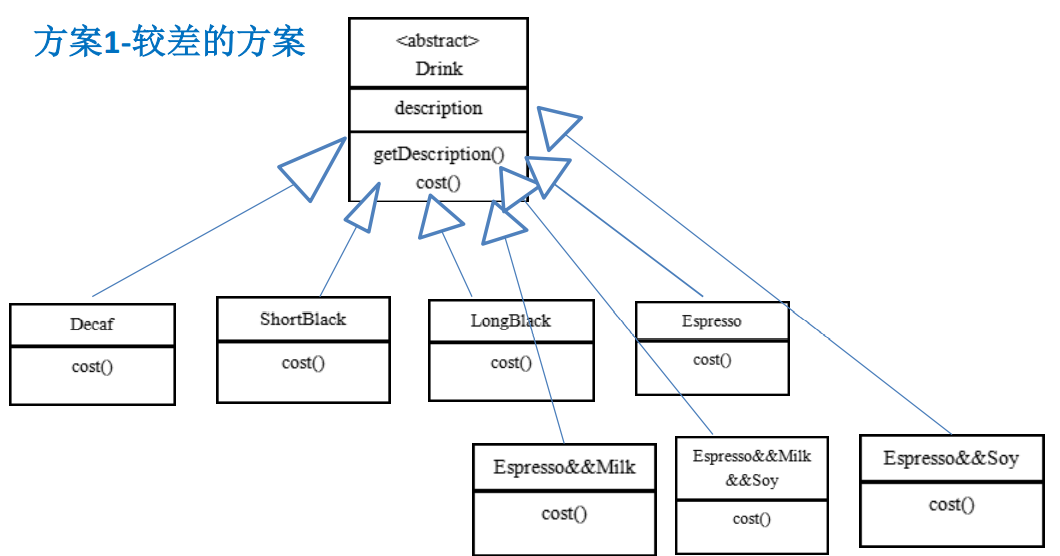 方案1-较差的方案
<abstract>
Drink
description
getDescription()
cost()
Decaf
cost()
ShortBlack
cost()
LongBlack
cost()
Espresso
cost()
Espresso&&Milk
cost()
Espresso&&Milk
&&Soy
cost()
Espresso&&Soy
cost()